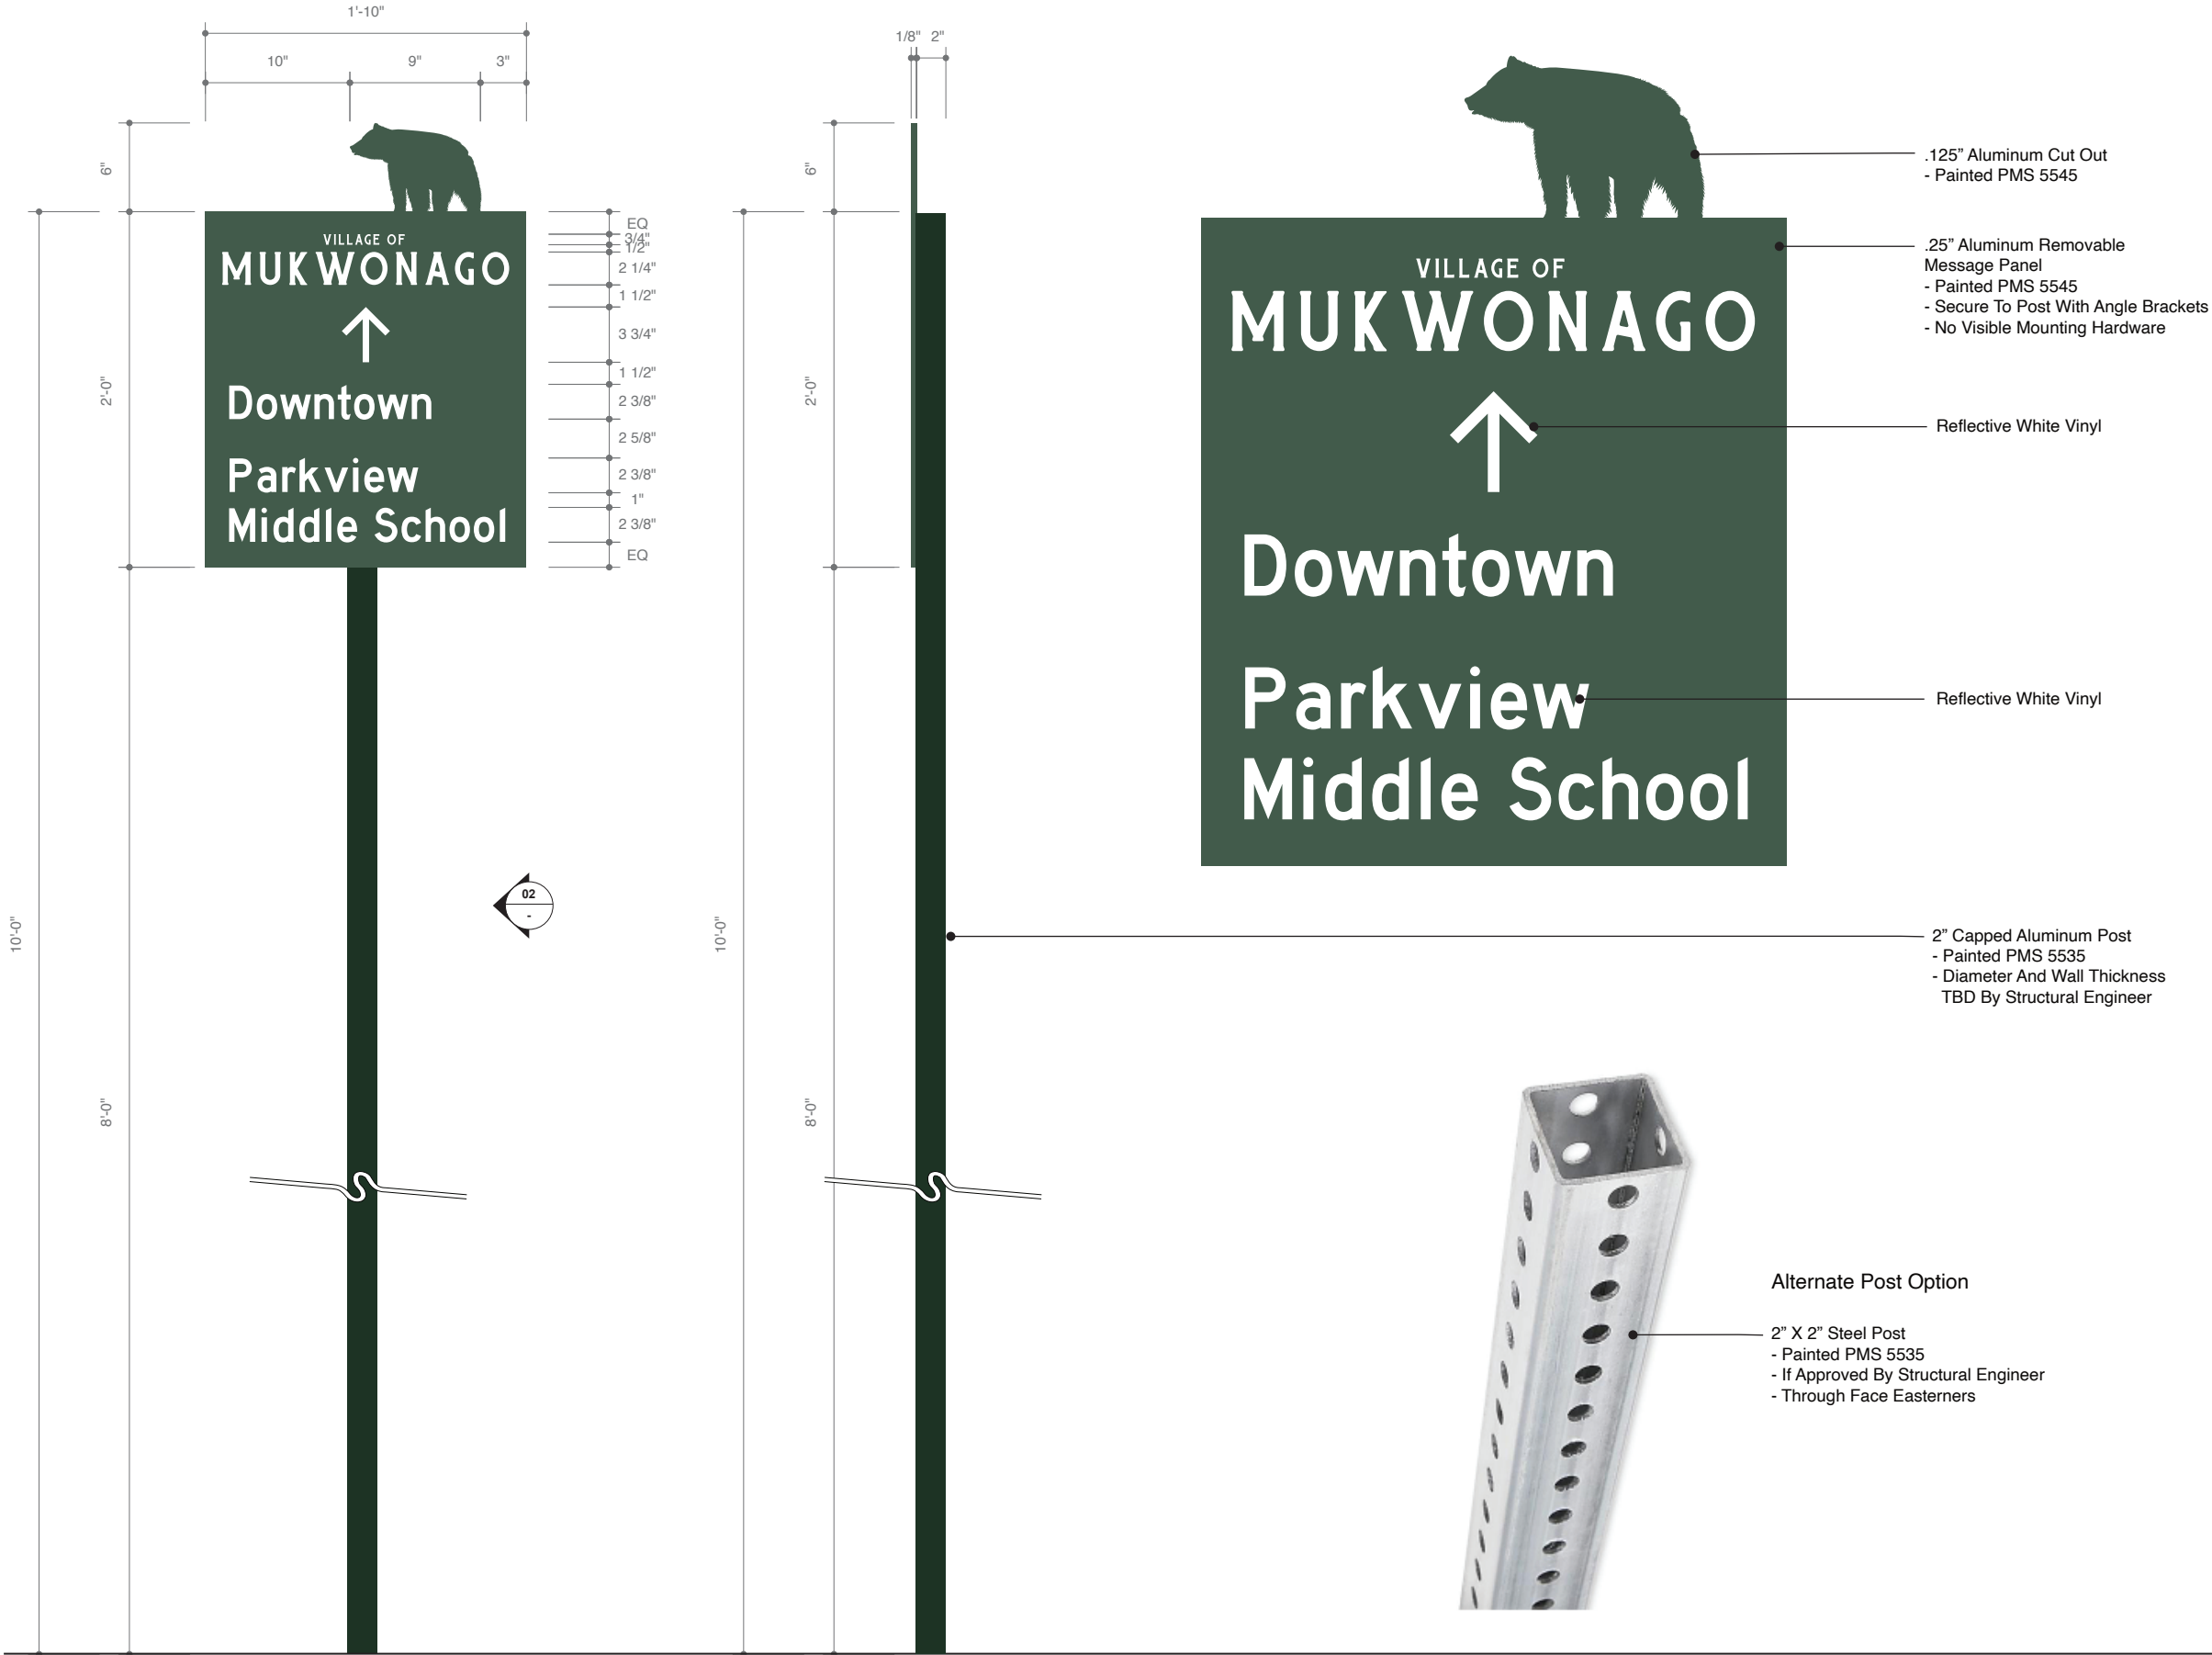 1'-10"
10"
9"
3"
6"
2'-0"
10'-0"
8'-0"
VILLAGE OF
MUKWONAGO
Downtown
Parkview
Middle School
EQ
3/4"
1/2"
2 1/4"
1 1/2"
3 3/4"
1 1/2"
2 3/8"
2 5/8"
2 3/8"
1"
2 3/8"
EQ
02
-
1/8"
2"
6"
2'-0"
10'-0"
8'-0"
VILLAGE OF
MUKWONAGO
Downtown
Parkview
Middle School
.125” Aluminum Cut Out
- Painted PMS 5545
.25” Aluminum Removable
Message Panel
- Painted PMS 5545
- Secure To Post With Angle Brackets
- No Visible Mounting Hardware
Reflective White Vinyl
Reflective White Vinyl
2” Capped Aluminum Post
- Painted PMS 5535
- Diameter And Wall Thickness
TBD By Structural Engineer
Alternate Post Option
2” X 2” Steel Post
- Painted PMS 5535
- If Approved By Structural Engineer
- Through Face Easterners